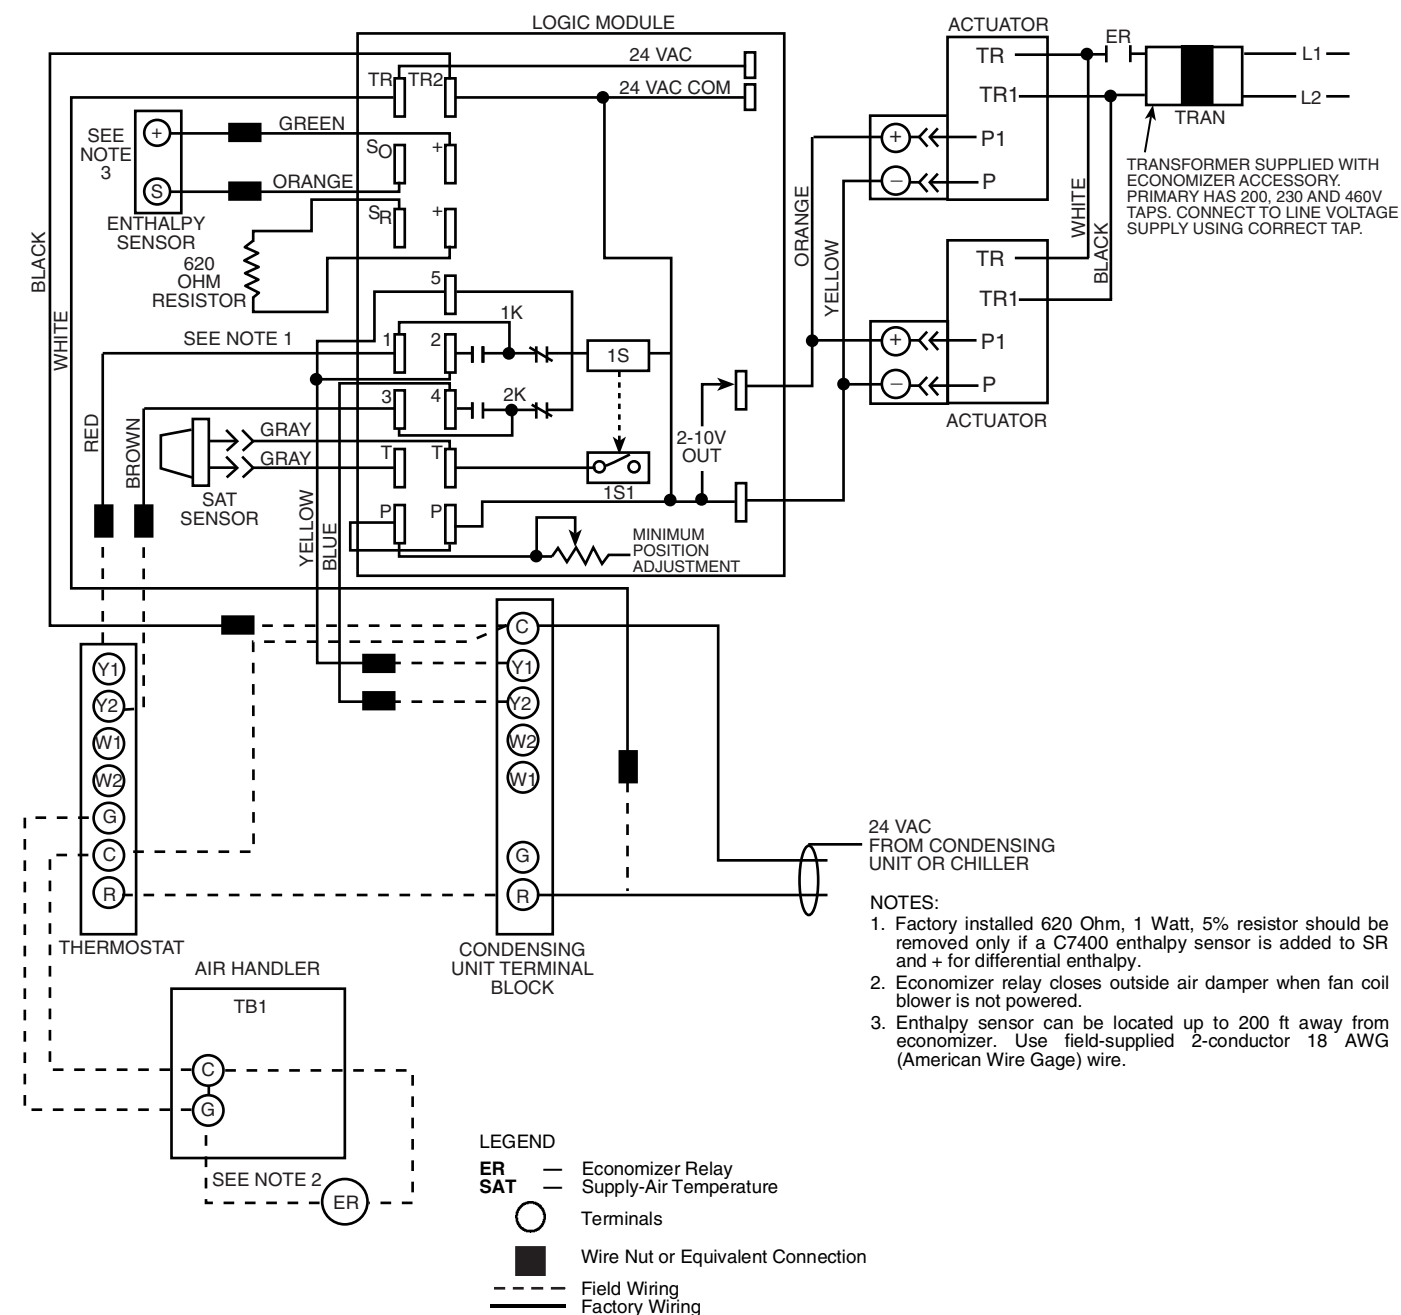 LOGIC MODULE
ACTUATOR
24 VAC
TR
ER
L1
TR TR2
24 VAC COM
TR1
L2
TRAN
SEE
NOTE
3
+
GREEN
SO
+
+
P1
S
ORANGE
−
P
TRANSFORMER SUPPLIED WITH
ECONOMIZER ACCESSORY.
PRIMARY HAS 200, 230 AND 460V
TAPS. CONNECT TO LINE VOLTAGE
SUPPLY USING CORRECT TAP.
ENTHALPY
SENSOR
SR
+
ORANGE
YELLOW
WHITE
BLACK
BLACK
WHITE
620
OHM
RESISTOR
TR
5
TR1
1K
SEE NOTE 1
1
2
1S
+
P1
3
4
2K
−
P
ACTUATOR
RED
BROWN
GRAY
GRAY
T
T
2-10V
OUT
1S1
SAT
SENSOR
P
P
YELLOW
BLUE
MINIMUM
POSITION
ADJUSTMENT
C
Y1
Y1
Y2
Y2
W1
W2
W2
W1
G
C
G
R
R
24 VAC
FROM CONDENSING
UNIT OR CHILLER
THERMOSTAT
CONDENSING
UNIT TERMINAL
BLOCK
NOTES:
1. Factory installed 620 Ohm, 1 Watt, 5% resistor should be
removed only if a C7400 enthalpy sensor is added to SR
and + for differential enthalpy.
2. Economizer relay closes outside air damper when fan coil
blower is not powered.
3. Enthalpy sensor can be located up to 200 ft away from
economizer. Use field-supplied 2-conductor 18 AWG
(American Wire Gage) wire.
AIR HANDLER
TB1
C
G
SEE NOTE 2
ER
LEGEND
ER — Economizer Relay
SAT — Supply-Air Temperature
Terminals
Wire Nut or Equivalent Connection
Field Wiring
Factory Wiring